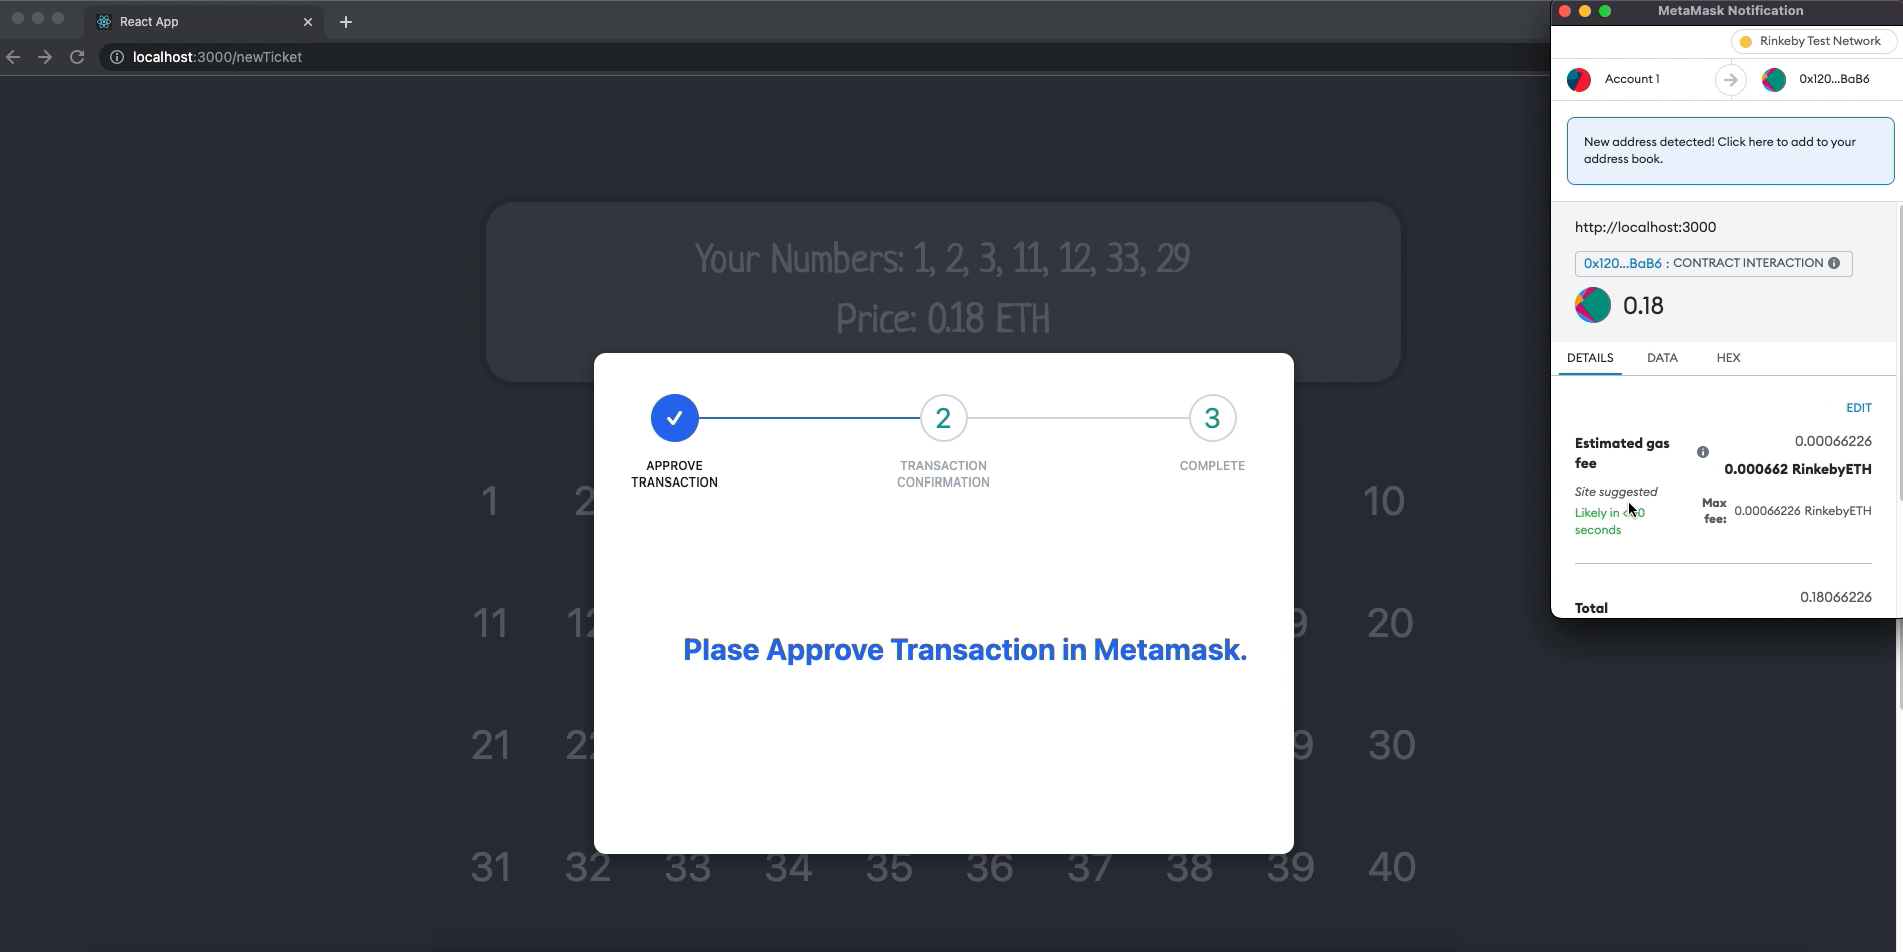 React App
localhost:3000/newTicket
Your Numbers: 1, 2, 3, 11, 12, 33, 29
Price: 0.18 ETH
2
3
APPROVE
TRANSACTION
TRANSACTION
CONFIRMATION
COMPLETE
Plase Approve Transaction in Metamask.
1 2 10
11 12 20
21 22 30
31 32 33 34 35 36 37 38 39 40
MetaMask Notification
Rinkeby Test Network
Account 1
0x120...BaB6
New address detected! Click here to add to your
address book.
http://localhost:3000
0x120...BaB6 : CONTRACT INTERACTION
0.18
DETAILS DATA HEX
EDIT
Estimated gas
fee
0.00066226
0.000662 RinkebyETH
Site suggested
Likely in <
seconds
Max
fee:
0.00066226 RinkebyETH
Total
0.18066226